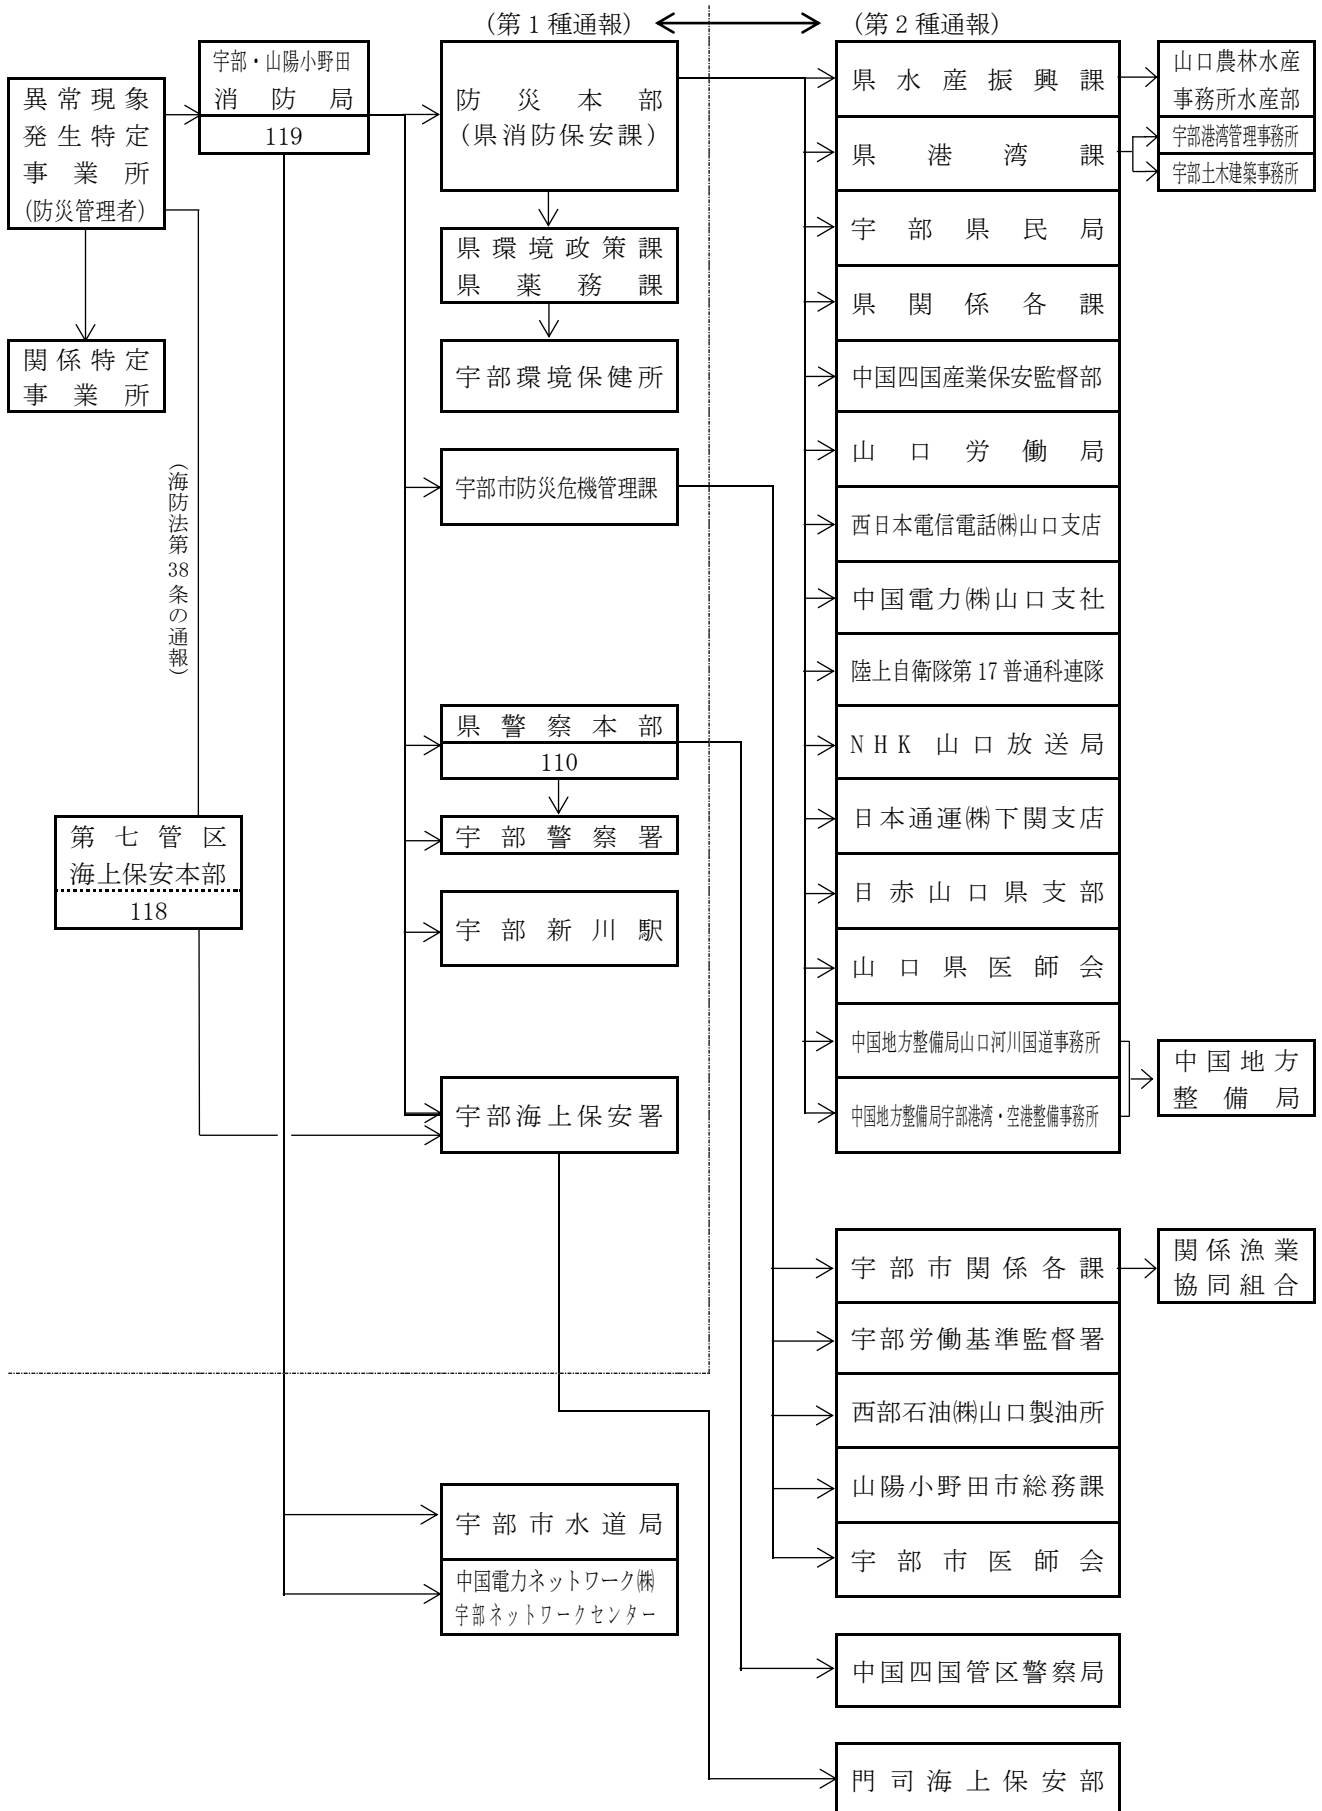 (第1種通報)
(第2種通報)
異常現象
発生特定
事業所
(防災管理者)
関係特定
事業所
(海防法第38条の通報)
第七管区
海上保安本部
118
宇部・山陽小野田
消防局
119
防災本部
(県消防保安課)
県環境政策課
県薬務課
宇部環境保健所
宇部市防災危機管理課
県警察本部
110
宇部警察署
宇部新川駅
宇部海上保安署
宇部市水道局
中国電力ネットワーク㈱
宇部ネットワークセンター
県水産振興課
県港湾課
宇部県民局
県関係各課
中国四国産業保安監督部
山口労働局
西日本電信電話㈱山口支店
中国電力㈱山口支社
陸上自衛隊第17普通科連隊
NHK山口放送局
日本通運㈱下関支店
日赤山口県支部
山口県医師会
中国地方整備局山口河川国道事務所
中国地方整備局宇部港湾・空港整備事務所
宇部市関係各課
宇部労働基準監督署
西部石油㈱山口製油所
山陽小野田市総務課
宇部市医師会
中国四国管区警察局
門司海上保安部
山口農林水産
事務所水産部
宇部港湾管理事務所
宇部土木建築事務所
中国地方
整備局
関係漁業
協同組合